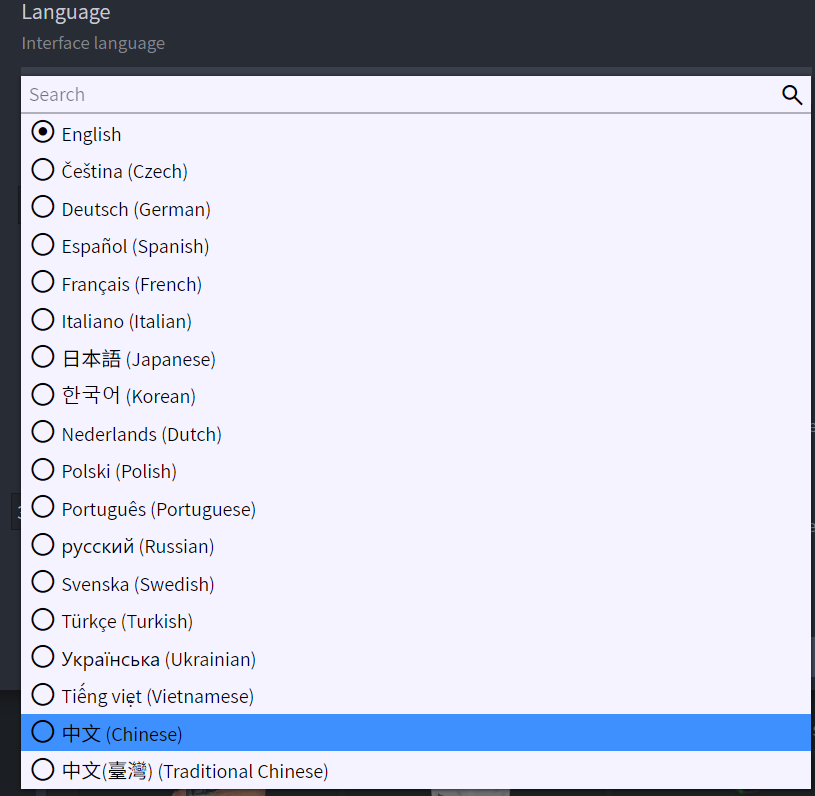 Language
Interface language
Search
English
Čeština (Czech)
Deutsch (German)
Español (Spanish)
Français (French)
Italiano (Italian)
日本語 (Japanese)
한국어 (Korean)
Nederlands (Dutch)
Polski (Polish)
Português (Portuguese)
русский (Russian)
Svenska (Swedish)
Türkçe (Turkish)
Українська (Ukrainian)
Tiếng việt (Vietnamese)
中文 (Chinese)
中文(臺灣) (Traditional Chinese)